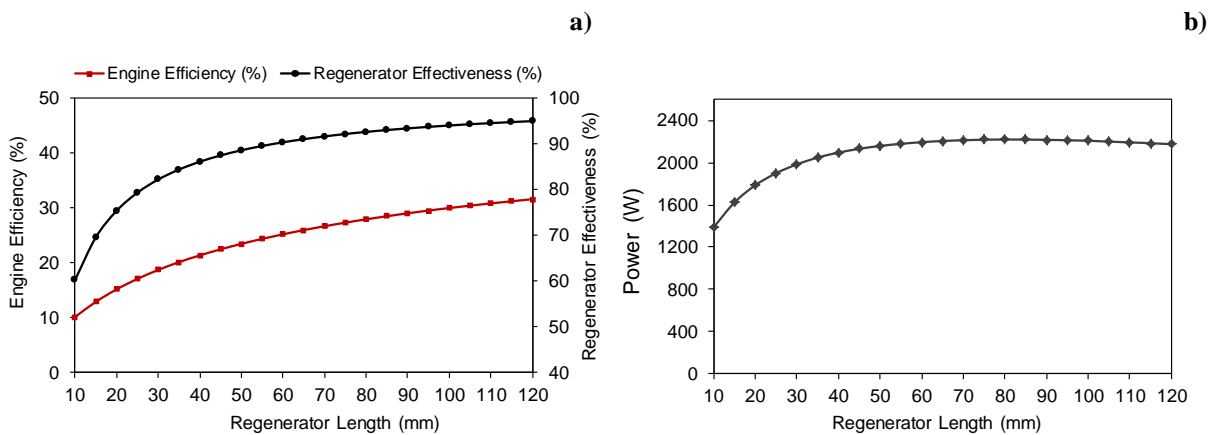 a)
Engine Efficiency (%) Regenerator Effectiveness (%)
Engine Efficiency (%)
50
40
30
20
10
0
100
90
80
70
60
50
40
Regenerator Effectiveness (%)
10 20 30 40 50 60 70 80 90 100 110 120
Regenerator Length (mm)
b)
Power (W)
2400
2000
1600
1200
800
400
0
10 20 30 40 50 60 70 80 90 100 110 120
Regenerator Length (mm)